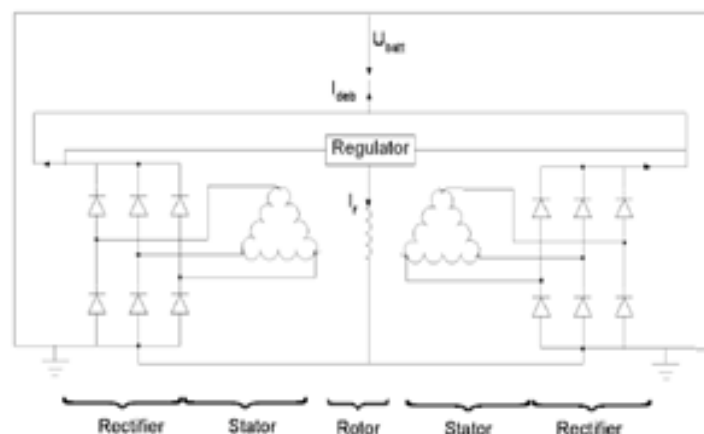 U_batt
I_deb
Regulator
I_f
Rectifier Stator Rotor Stator Rectifier